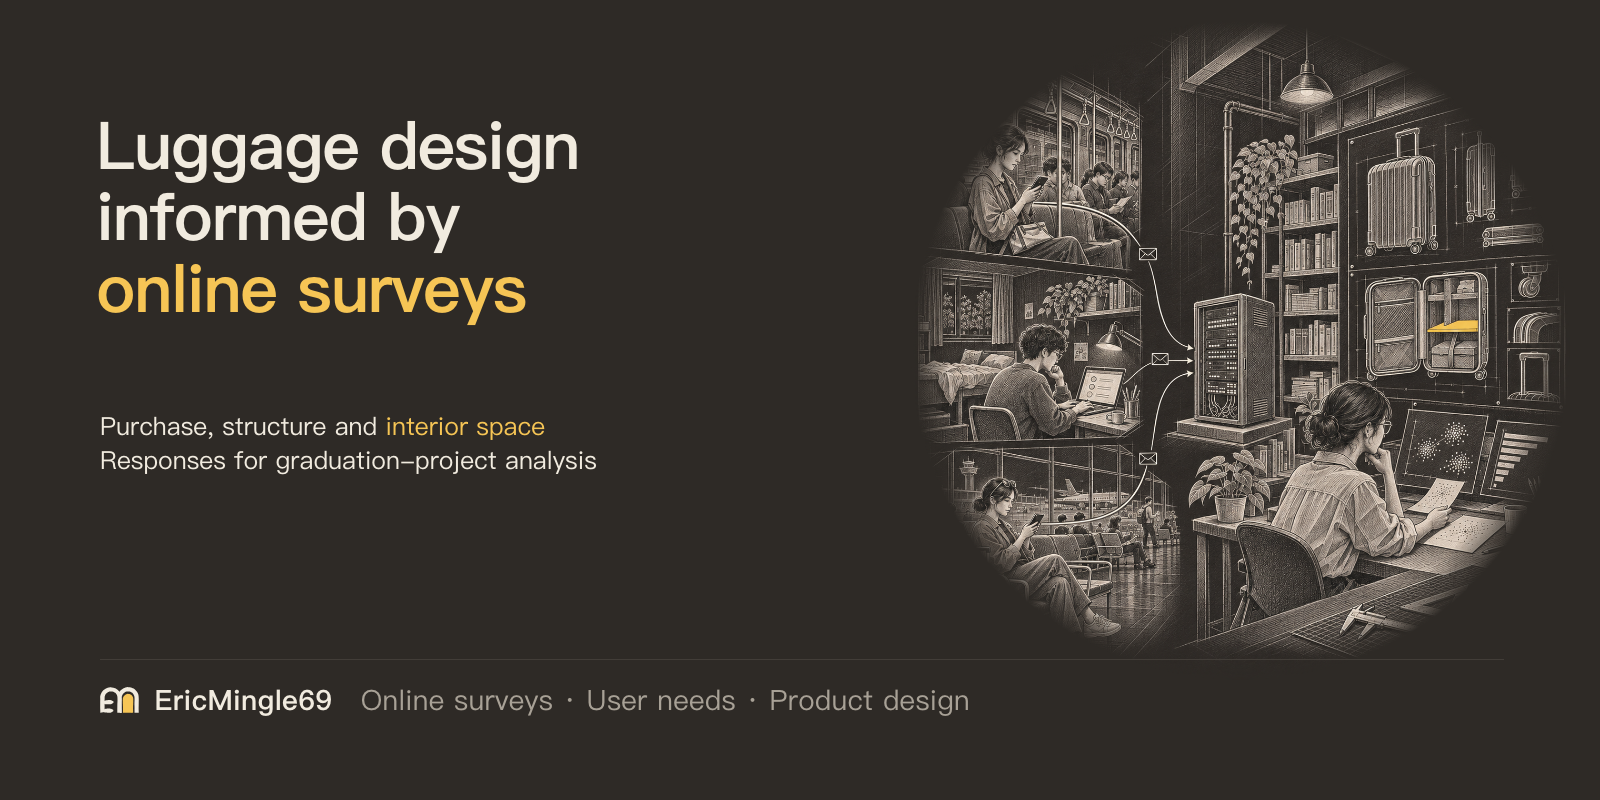 Luggage design
informed by
online surveys
Purchase, structure and interior space
Responses for graduation–project analysis
EricMingle69 Online surveys · User needs · Product design